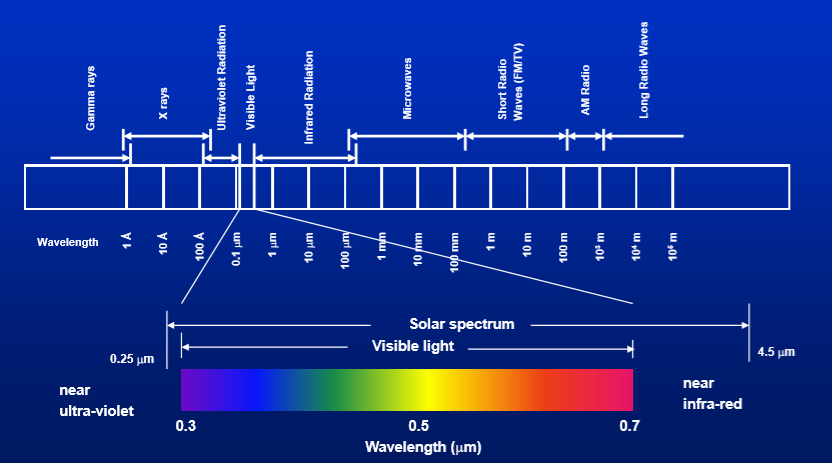 Gamma rays
X rays
Ultraviolet Radiation
Visible Light
Infrared Radiation
Microwaves
Short Radio
Waves (FM/TV)
AM Radio
Long Radio Waves
Wavelength
1 Å
10 Å
100 Å
0.1 μm
1 μm
10 μm
100 μm
1 mm
10 mm
100 mm
1 m
10 m
100 m
10³ m
10⁴ m
10⁶ m
Solar spectrum
Visible light
0.25 μm
4.5 μm
near
ultra-violet
near
infra-red
0.3
0.5
0.7
Wavelength (μm)